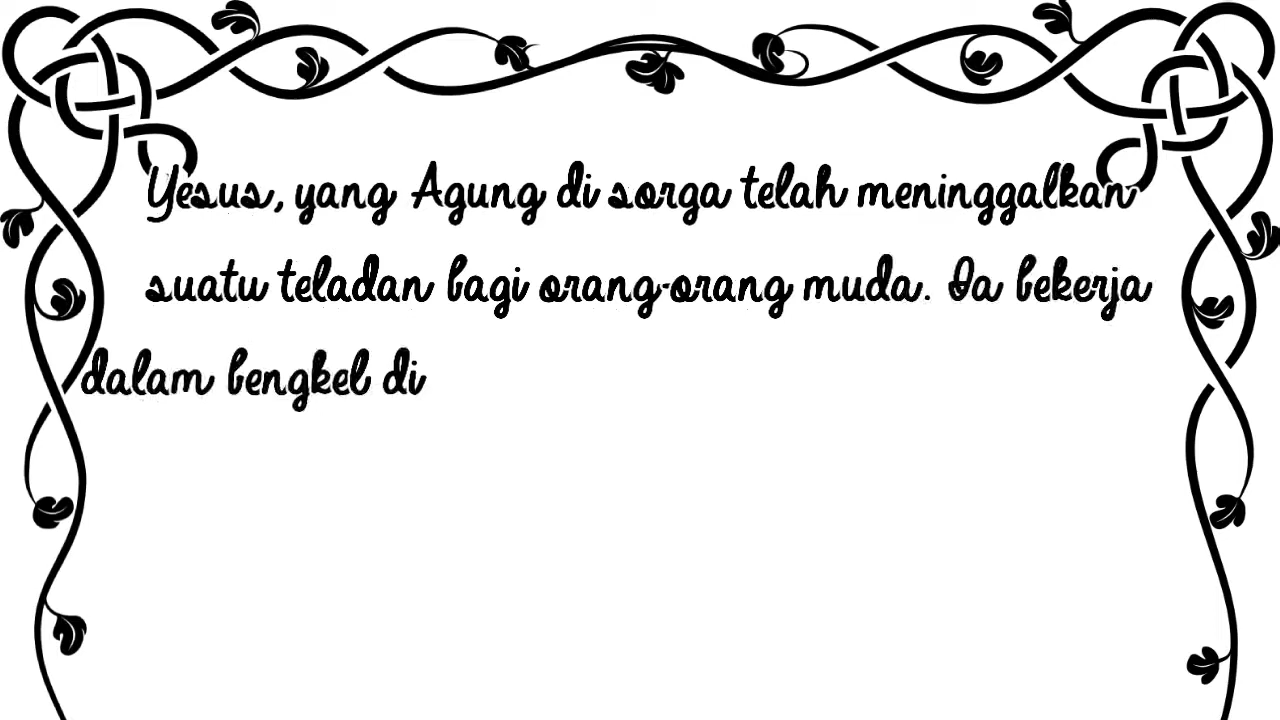 Yesus, yang Agung di sorga telah meninggalkan
suatu teladan bagi orang-orang muda. Ia bekerja
dalam bengkel di